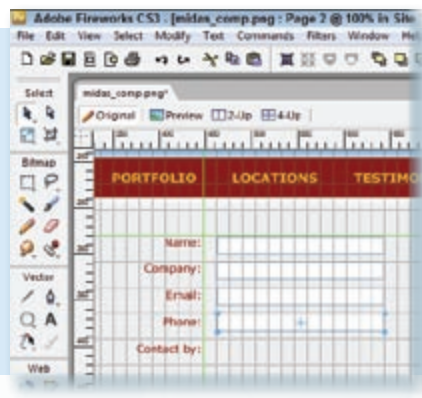 Adobe Fireworks CS3 - [midas_comp.png : Page 2 @ 100% in Site
File Edit View Select Modify Text Commands Filters Window Hel
Select
midas_comp.png*
Original Preview 2-Up 4-Up
Bitmap
PORTFOLIO LOCATIONS TESTIMO
Name:
Company:
Vector
Email:
Phone:
Contact by:
Web